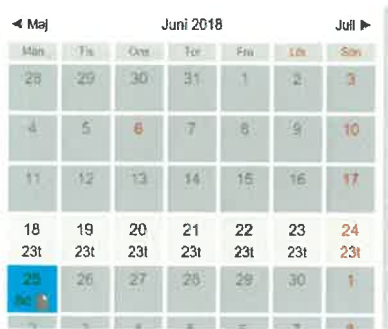 ◄ Maj Juni 2018 Juli ►
Mån Tis Ons Tor Fre Lör Sön
28 29 30 31 1 2 3
4 5 6 7 8 9 10
11 12 13 14 15 16 17
18 19 20 21 22 23 24
23t 23t 23t 23t 23t 23t 23t
25 26 27 28 29 30 1